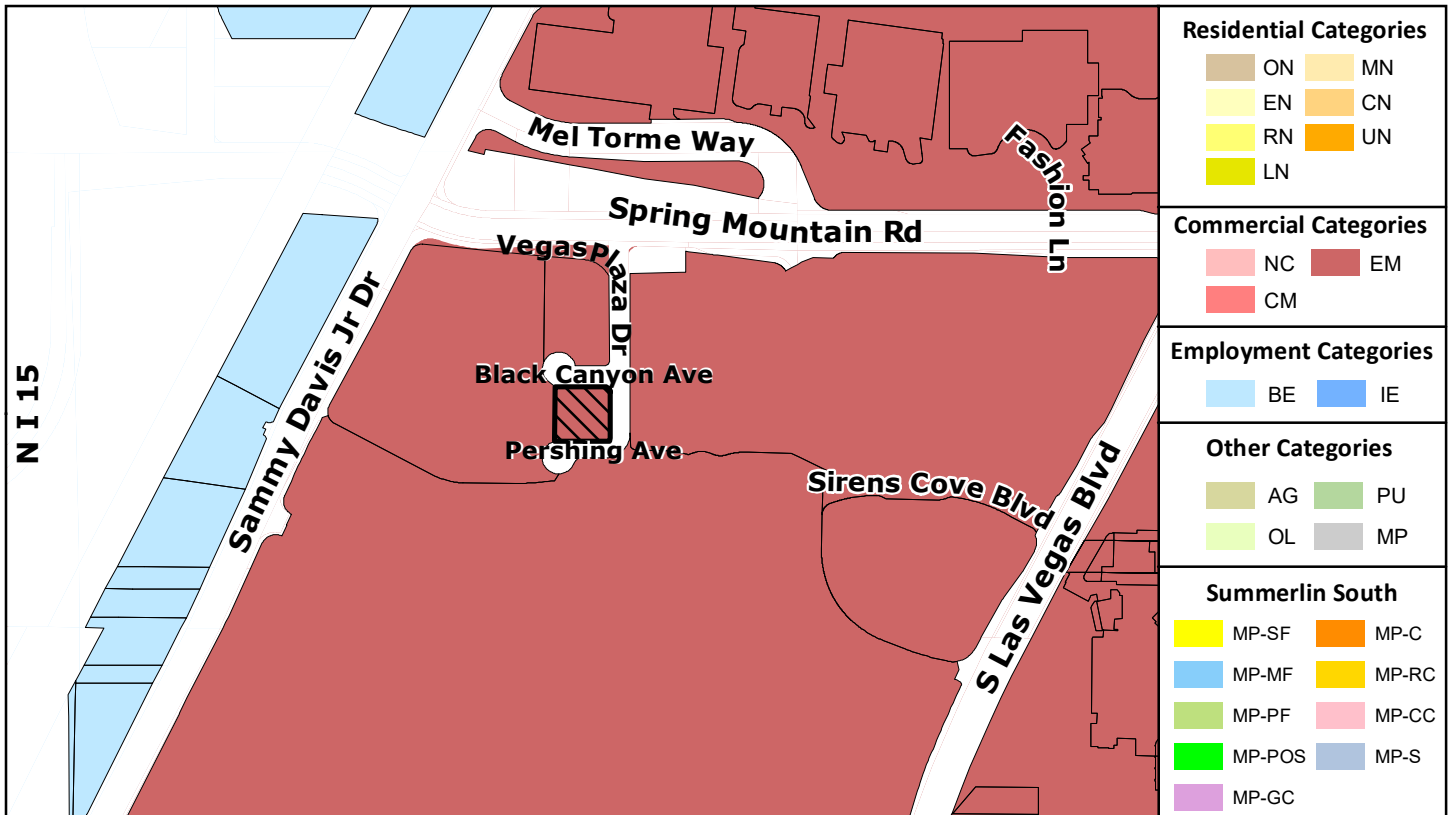 Mel Torme Way
Fashion Ln
Spring Mountain Rd
Vegas Plaza Dr
Sammy Davis Jr Dr
N I 15
Black Canyon Ave
Pershing Ave
Sirens Cove Blvd
S Las Vegas Blvd
Residential Categories
ON MN
EN CN
RN UN
LN
Commercial Categories
NC EM
CM
Employment Categories
BE IE
Other Categories
AG PU
OL MP
Summerlin South
MP-SF MP-C
MP-MF MP-RC
MP-PF MP-CC
MP-POS MP-S
MP-GC